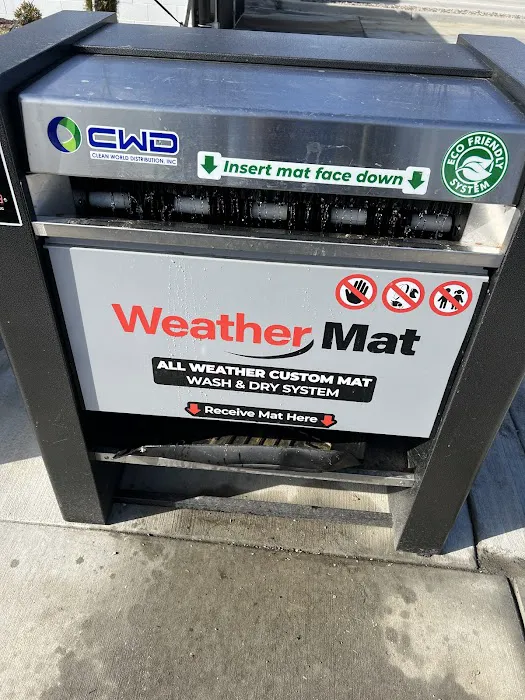 CWD
CLEAN WORLD DISTRIBUTION, INC
Insert mat face down
ECO FRIENDLY
SYSTEM
Weather Mat
ALL WEATHER CUSTOM MAT
WASH & DRY SYSTEM
Receive Mat Here